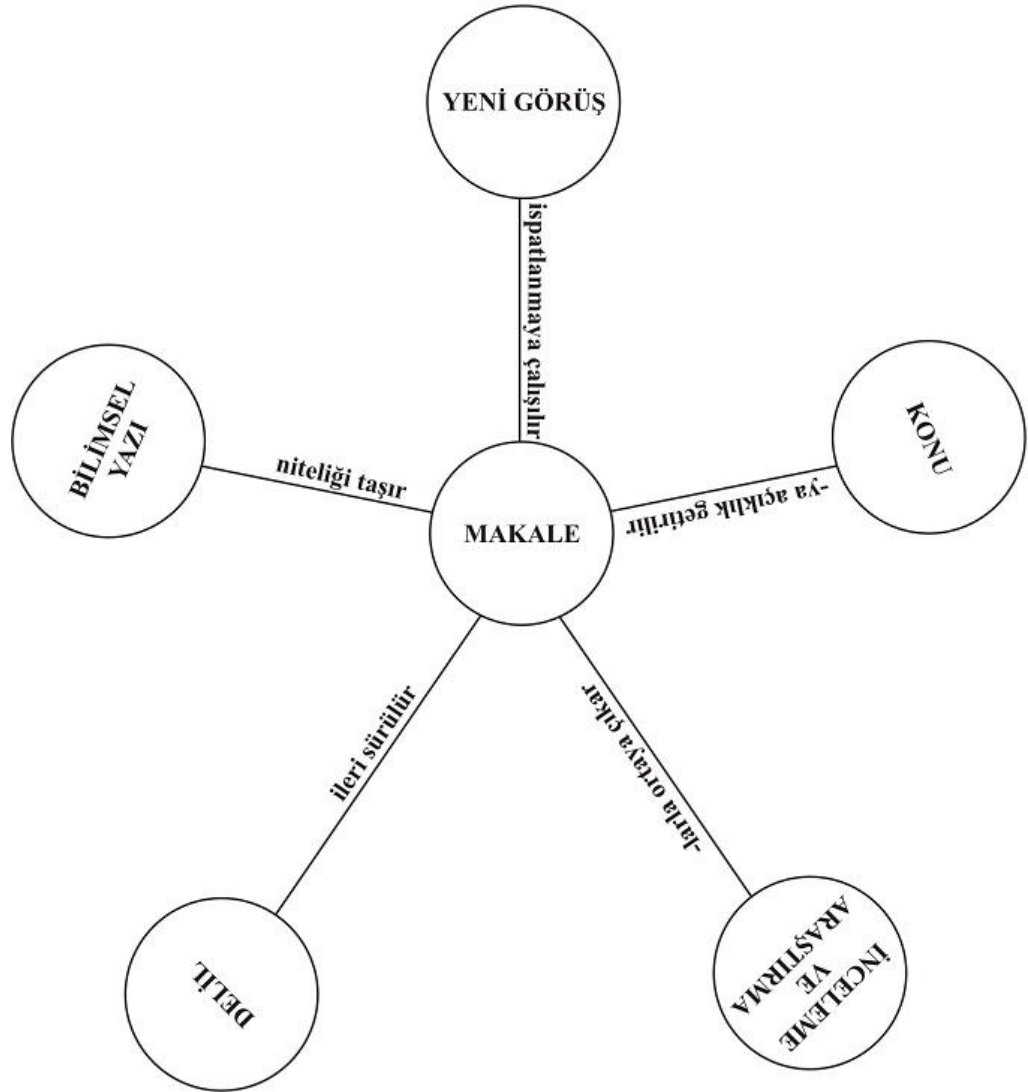 YENİ GÖRÜŞ
ispatlanmaya çalışılır
BİLİMSEL
YAZI
niteliği taşır
MAKALE
-ya açıklık getirilir
KONU
ileri sürülür
DELİL
-larla ortaya çıkar
İNCELEME
VE
ARAŞTIRMA